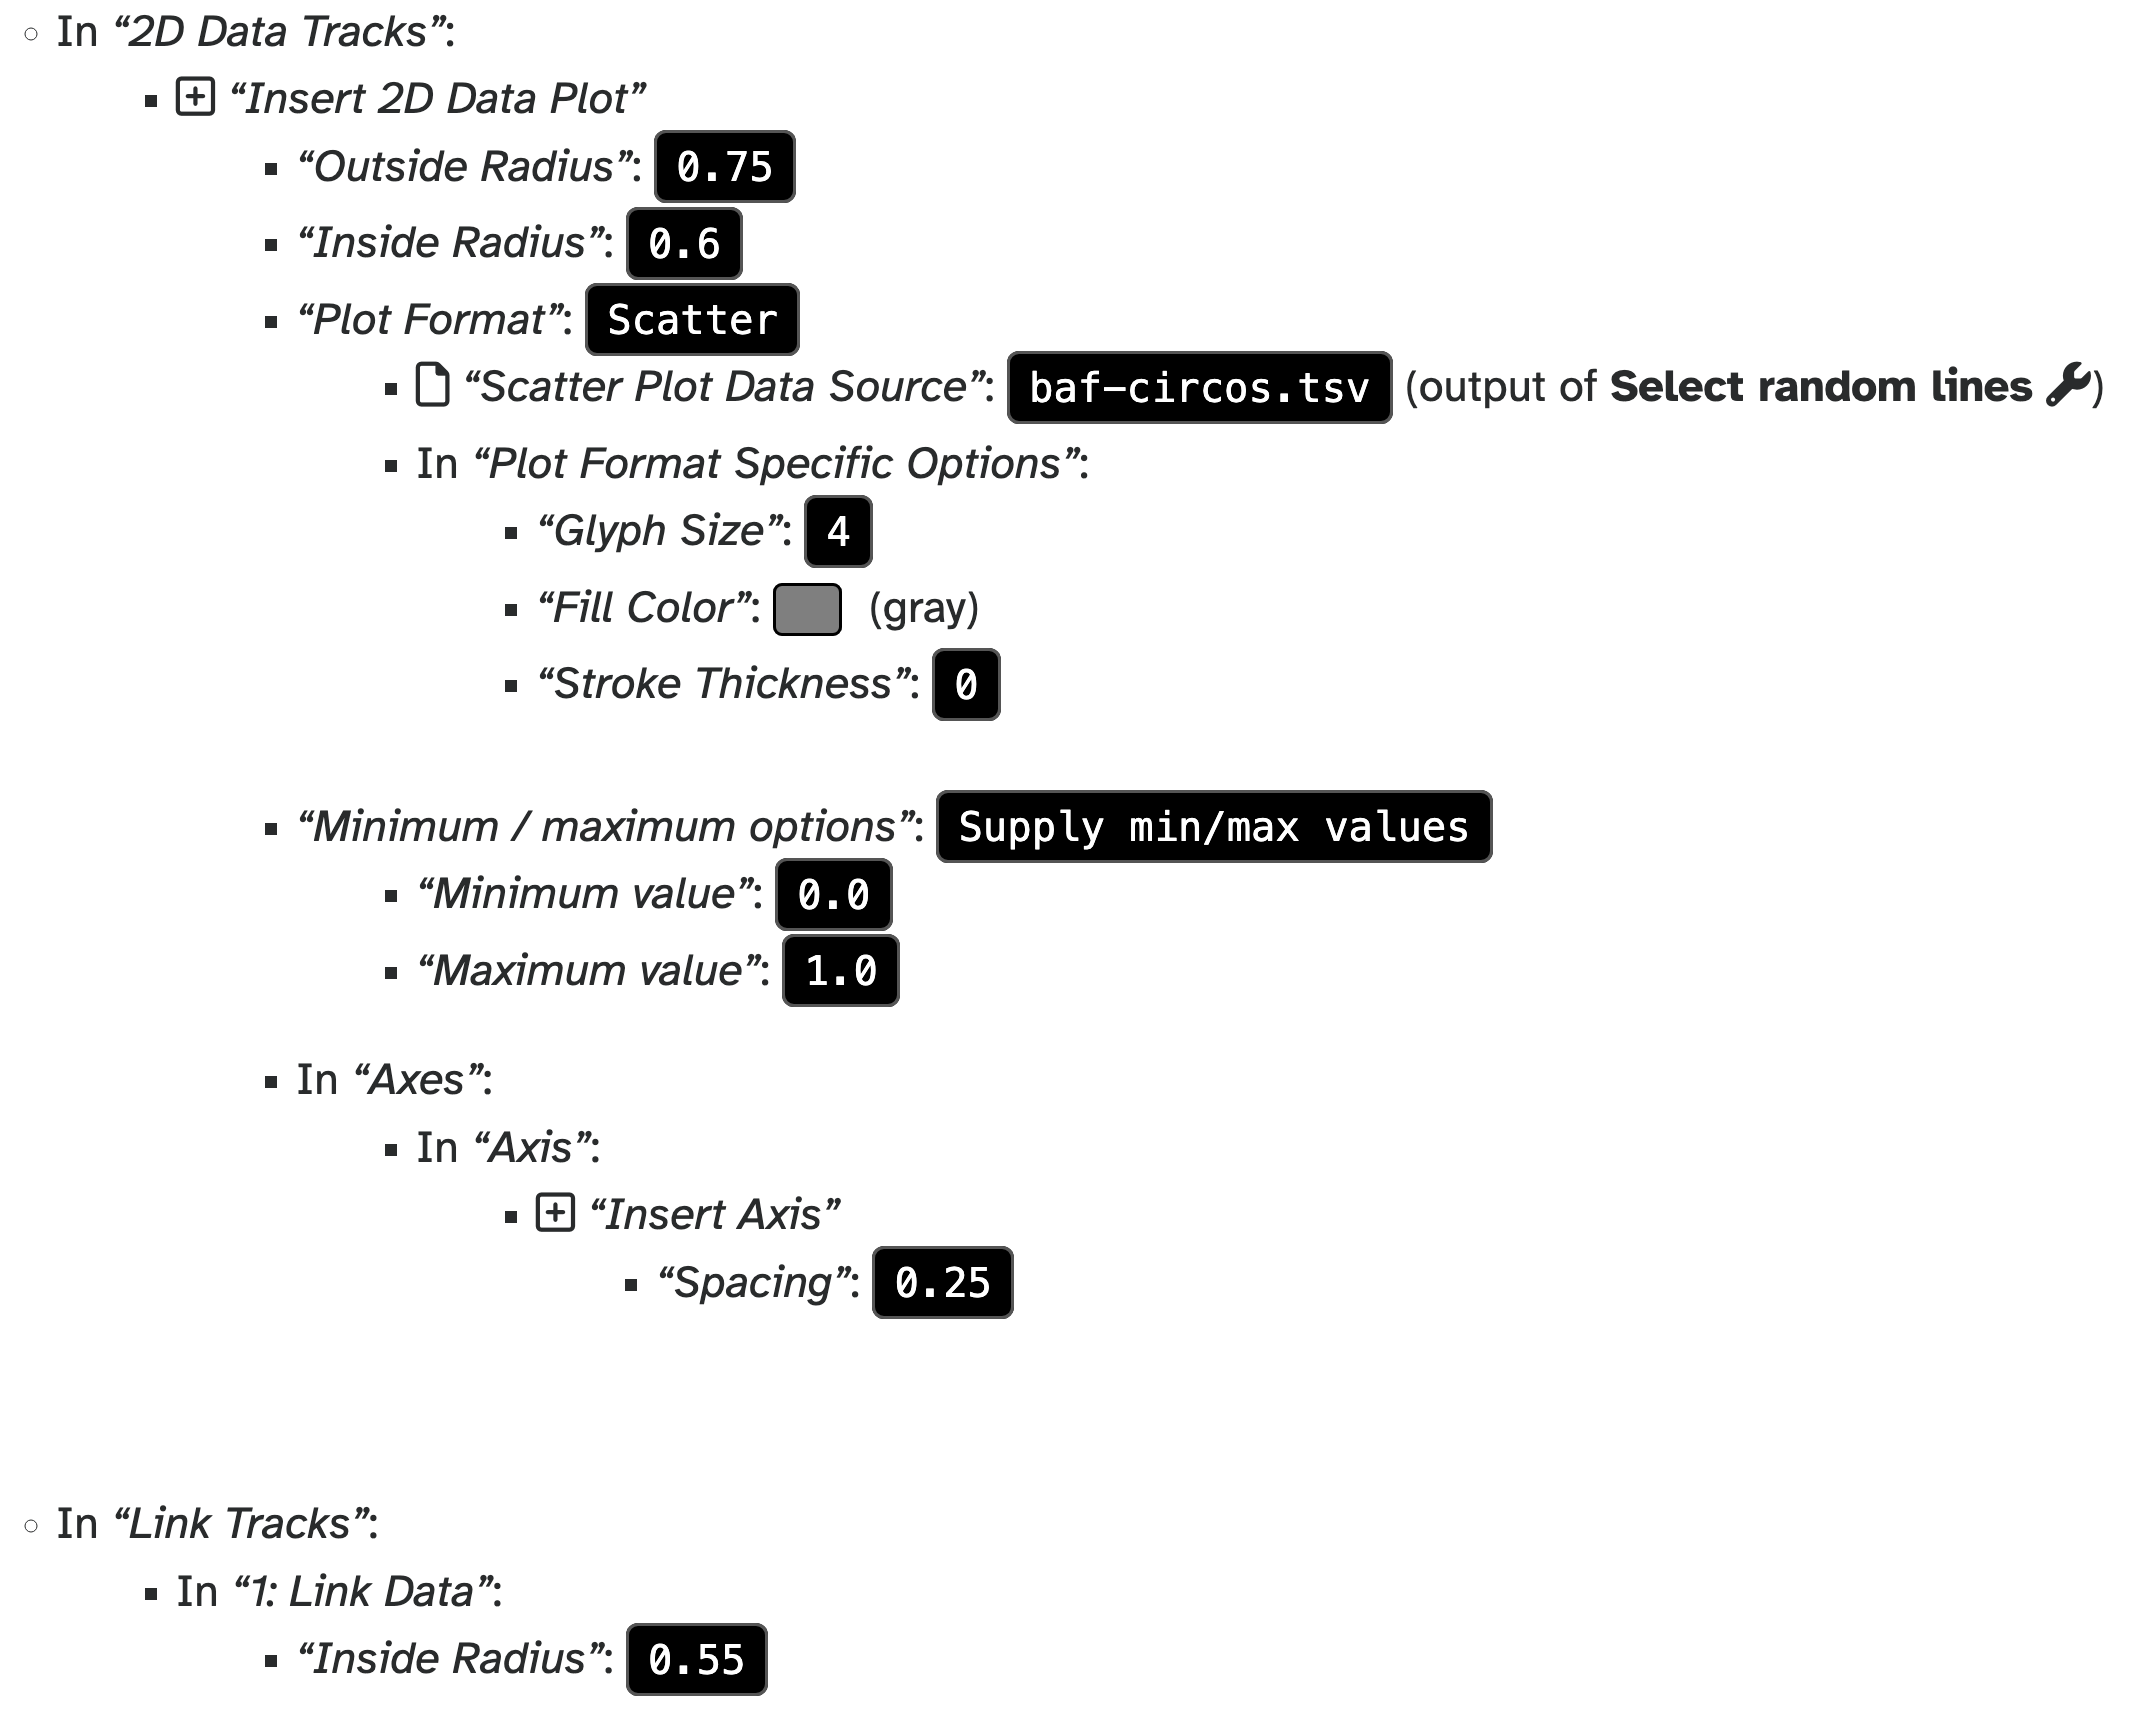 In “2D Data Tracks”:
“Insert 2D Data Plot”
“Outside Radius”: 0.75
“Inside Radius”: 0.6
“Plot Format”: Scatter
“Scatter Plot Data Source”: baf-circos.tsv (output of Select random lines)
In “Plot Format Specific Options”:
“Glyph Size”: 4
“Fill Color”: (gray)
“Stroke Thickness”: 0
“Minimum / maximum options”: Supply min/max values
“Minimum value”: 0.0
“Maximum value”: 1.0
In “Axes”:
In “Axis”:
“Insert Axis”
“Spacing”: 0.25
In “Link Tracks”:
In “1: Link Data”:
“Inside Radius”: 0.55